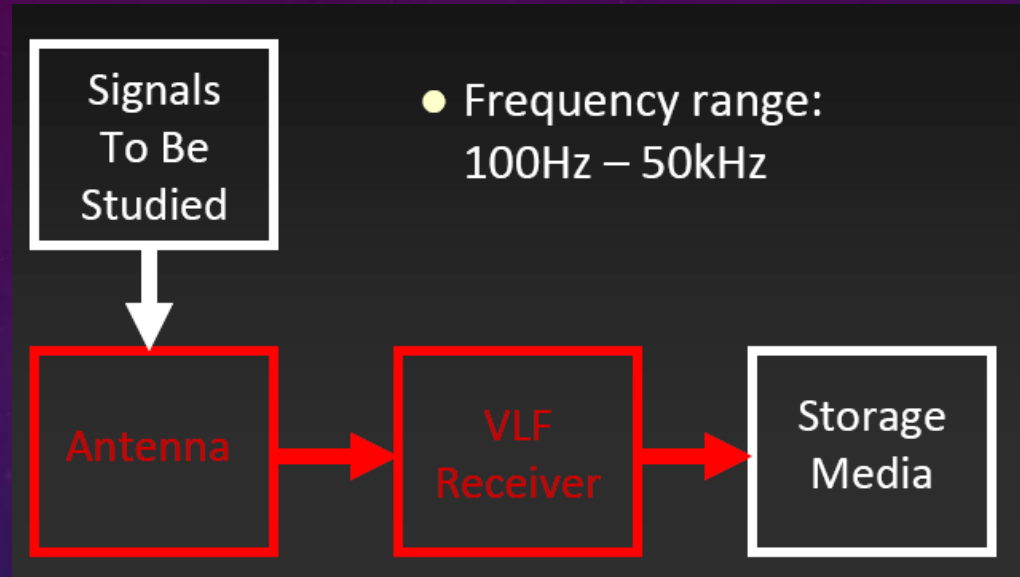 Signals
To Be
Studied
● Frequency range:
100Hz – 50kHz
Antenna
VLF
Receiver
Storage
Media